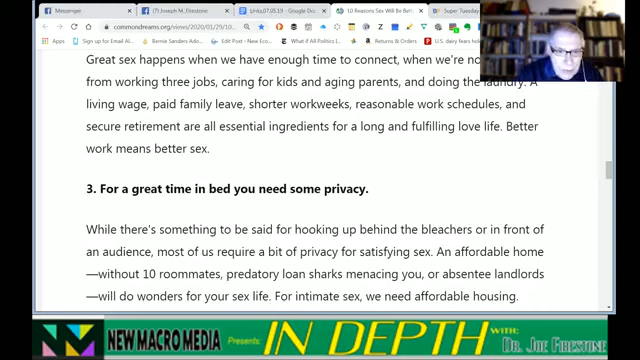 Messenger
(7) Joseph M. Firestone
Links_07.05.19 - Google Doc
10 Reasons Sex Will Be Bett
Super Tuesday
commondreams.org/views/2020/01/29/10
Apps
Sign up for Email Al...
Bernie Sanders Ado
Edit Post ‹ New Eco
What if All Politics I...
Returns & Orders
U.S. dairy fears
Great sex happens when we have enough time to connect, when we're no
from working three jobs, caring for kids and aging parents, and doing the laundry. A
living wage, paid family leave, shorter workweeks, reasonable work schedules, and
secure retirement are all essential ingredients for a long and fulfilling love life. Better
work means better sex.
3. For a great time in bed you need some privacy.
While there's something to be said for hooking up behind the bleachers or in front of
an audience, most of us require a bit of privacy for satisfying sex. An affordable home
—without 10 roommates, predatory loan sharks menacing you, or absentee landlords
—will do wonders for your sex life. For intimate sex, we need affordable housing.
NM
NEW MACRO MEDIA Presents: IN DEPTH WITH: DR. JOE FIRESTONE